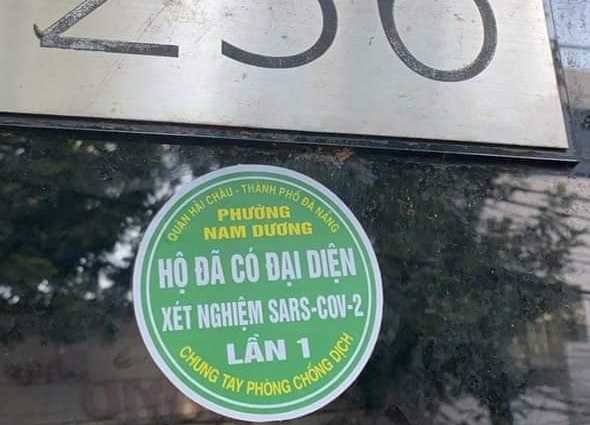 256
QUẬN HẢI CHÂU - THÀNH PHỐ ĐÀ NẴNG
PHƯỜNG
NAM DƯƠNG
HỘ ĐÃ CÓ ĐẠI DIỆN
XÉT NGHIỆM SARS-COV-2
LẦN 1
CHUNG TAY PHÒNG CHỐNG DỊCH